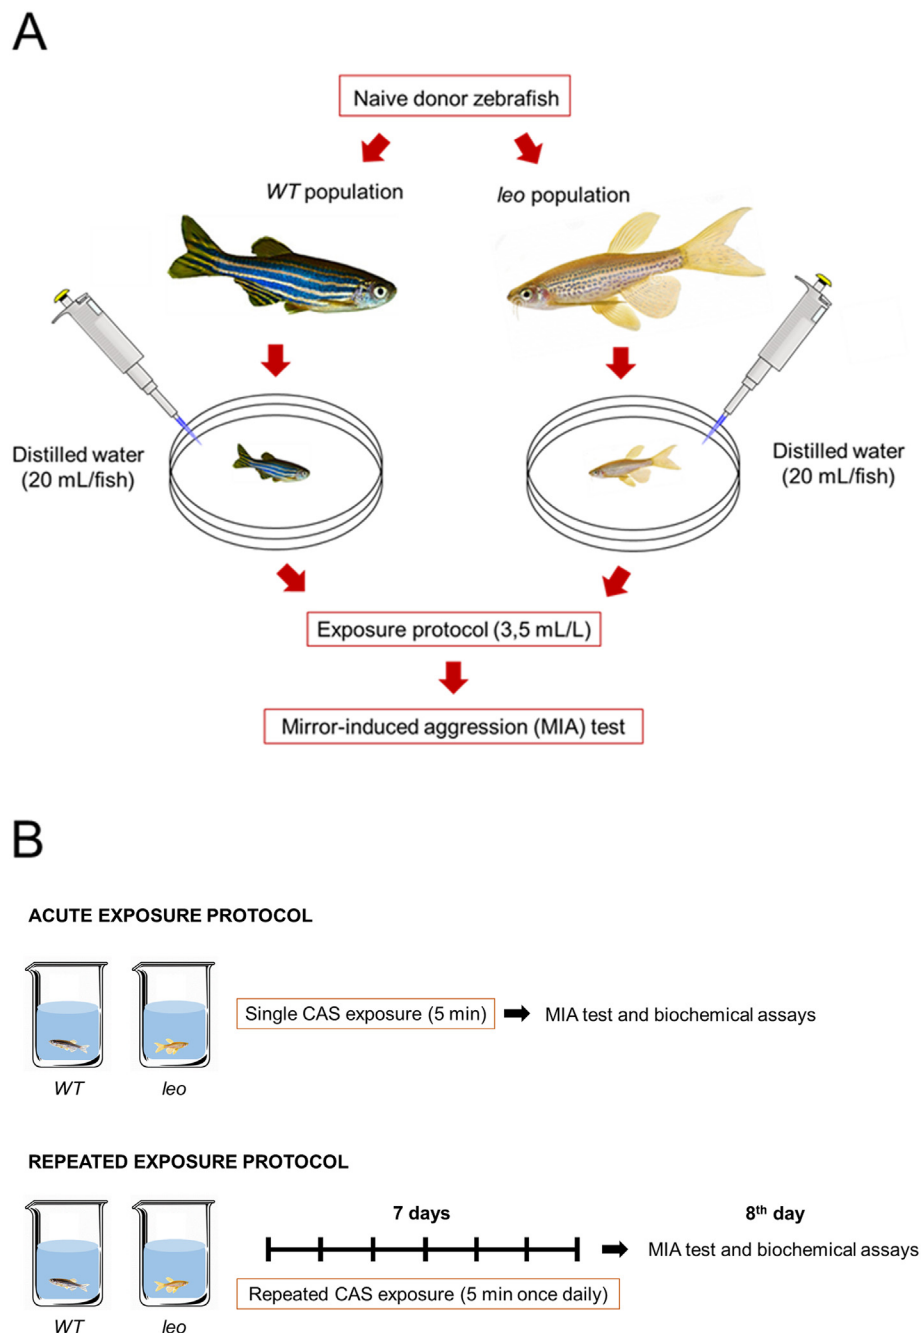 A
Naive donor zebrafish
WT population
leo population
Distilled water
(20 mL/fish)
Distilled water
(20 mL/fish)
Exposure protocol (3,5 mL/L)
Mirror-induced aggression (MIA) test
B
ACUTE EXPOSURE PROTOCOL
Single CAS exposure (5 min)
MIA test and biochemical assays
WT
leo
REPEATED EXPOSURE PROTOCOL
7 days
8th day
MIA test and biochemical assays
Repeated CAS exposure (5 min once daily)
WT
leo